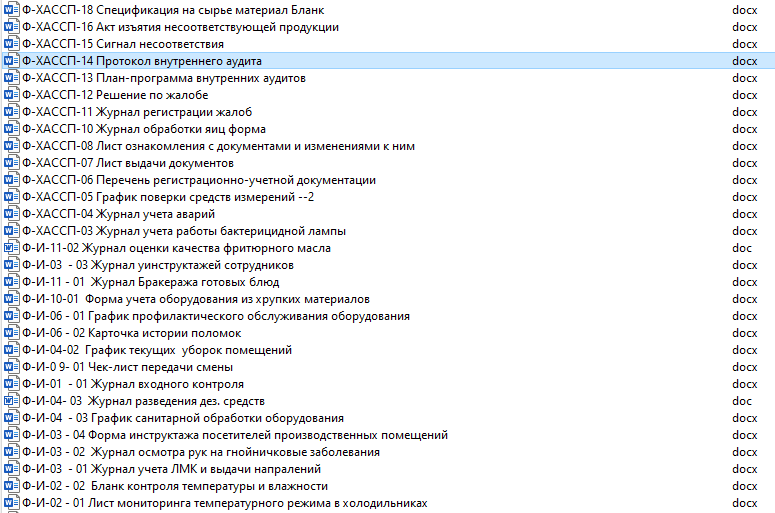 Ф-ХАССП-18 Спецификация на сырье материал Бланк docx
Ф-ХАССП-16 Акт изъятия несоответствующей продукции docx
Ф-ХАССП-15 Сигнал несоответствия docx
Ф-ХАССП-14 Протокол внутреннего аудита docx
Ф-ХАССП-13 План-программа внутренних аудитов docx
Ф-ХАССП-12 Решение по жалобе docx
Ф-ХАССП-11 Журнал регистрации жалоб docx
Ф-ХАССП-10 Журнал обработки яиц форма docx
Ф-ХАССП-08 Лист ознакомления с документами и изменениями к ним docx
Ф-ХАССП-07 Лист выдачи документов docx
Ф-ХАССП-06 Перечень регистрационно-учетной документации docx
Ф-ХАССП-05 График поверки средств измерений --2 docx
Ф-ХАССП-04 Журнал учета аварий docx
Ф-ХАССП-03 Журнал учета работы бактерицидной лампы docx
Ф-И-11-02 Журнал оценки качества фритюрного масла doc
Ф-И-03 - 03 Журнал уинструктажей сотрудников docx
Ф-И-11 - 01 Журнал Бракеража готовых блюд docx
Ф-И-10-01 Форма учета оборудования из хрупких материалов docx
Ф-И-06 - 01 График профилактического обслуживания оборудования docx
Ф-И-06 - 02 Карточка истории поломок docx
Ф-И-04-02 График текущих уборок помещений docx
Ф-И-0 9- 01 Чек-лист передачи смены docx
Ф-И-01 - 01 Журнал входного контроля docx
Ф-И-04- 03 Журнал разведения дез. средств doc
Ф-И-04 - 03 График санитарной обработки оборудования docx
Ф-И-03 - 04 Форма инструктажа посетителей производственных помещений docx
Ф-И-03 - 02 Журнал осмотра рук на гнойничковые заболевания docx
Ф-И-03 - 01 Журнал учета ЛМК и выдачи напралений docx
Ф-И-02 - 02 Бланк контроля температуры и влажности docx
Ф-И-02 - 01 Лист мониторинга температурного режима в холодильниках docx